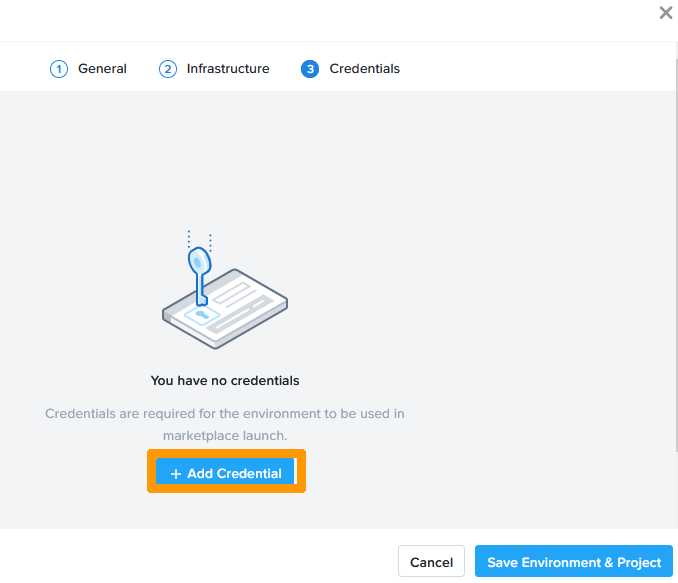 1 General 2 Infrastructure 3 Credentials
You have no credentials
Credentials are required for the environment to be used in
marketplace launch.
+ Add Credential
Cancel Save Environment & Project